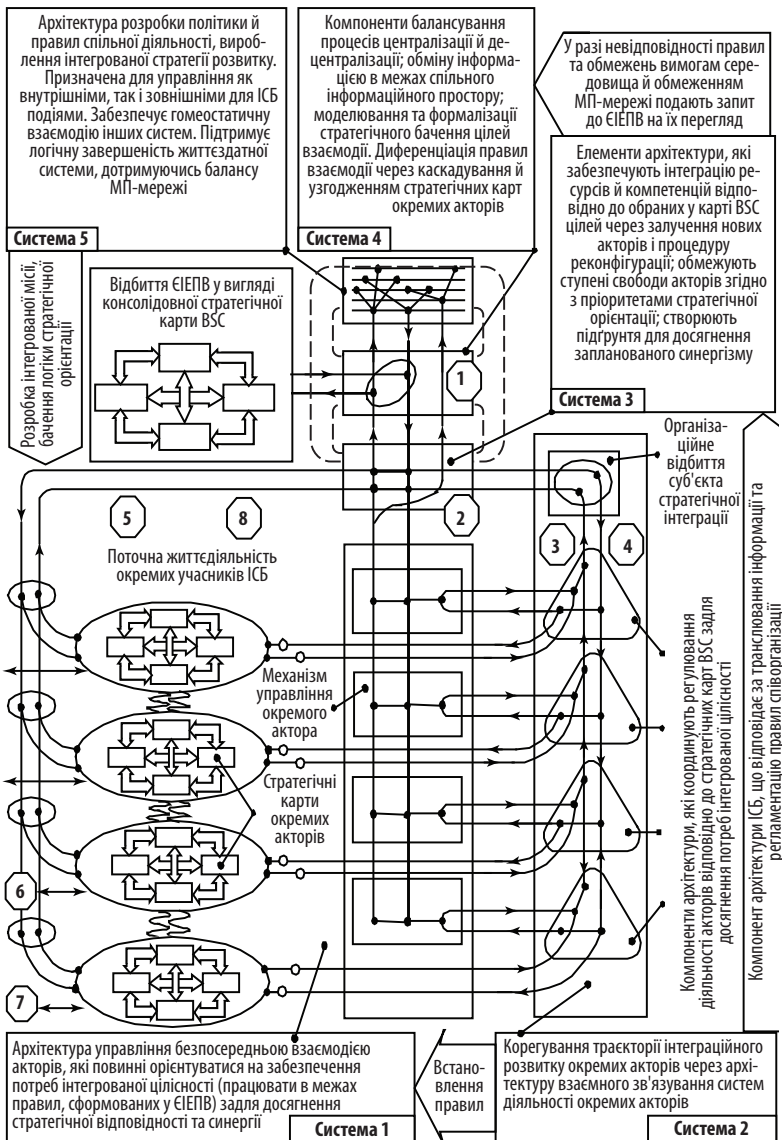 Архітектура розробки політики й
правил спільної діяльності, вироб-
лення інтегрованої стратегії розвитку.
Призначена для управління як
внутрішніми, так і зовнішніми для ІСБ
подіями. Забезпечує гомеостатичну
взаємодію інших систем. Підтримує
логічну завершеність життєздатної
системи, дотримуючись балансу
МП-мережі
Система 5
Компоненти балансування
процесів централізації й де-
централізації; обміну інформа-
цією в межах спільного
інформаційного простору;
моделювання та формалізації
стратегічного бачення цілей
взаємодії. Диференціація правил
взаємодії через каскадування й
узгодженням стратегічних карт
окремих акторів
Система 4
У разі невідповідності правил
та обмежень вимогам сере-
довища й обмеженням
МП-мережі подають запит
до ЄІЕПВ на їх перегляд
Елементи архітектури, які
забезпечують інтеграцію ре-
сурсів й компетенцій відпо-
відно до обраних у карті BSC
цілей через залучення нових
акторів і процедуру
реконфігурації; обмежують
ступені свободи акторів згідно
з пріоритетами стратегічної
орієнтації; створюють
підґрунтя для досягнення
запланованого синергізму
Система 3
Розробка інтегрованої місії,
бачення логіки стратегічної
орієнтації
Відбиття ЄІЕПВ у вигляді
консолідовної стратегічної
карти BSC
1
2
Організа-
ційне
відбиття
суб'єкта
стратегічної
інтеграції
3
4
5
8
Поточна життєдіяльність
окремих учасників ІСБ
Механізм
управління
окремого
актора
Стратегічні
карти
окремих
акторів
6
7
Компоненти архітектури, які координують регулювання
діяльності акторів відповідно до стратегічних карт BSC задля
досягнення потреб інтегрованої цілісності
Компонент архітектури ІСБ, що відповідає за транслювання інформації та
регламентацію правил співорганізації
Архітектура управління безпосередньою взаємодією
акторів, які повинні орієнтуватися на забезпечення
потреб інтегрованої цілісності (працювати в межах
правил, сформованих у ЄІЕПВ) задля досягнення
стратегічної відповідності та синергії
Система 1
Встано-
влення
правил
Корегування траєкторії інтеграційного
розвитку окремих акторів через архі-
тектуру взаємного зв'язування систем
діяльності окремих акторів
Система 2